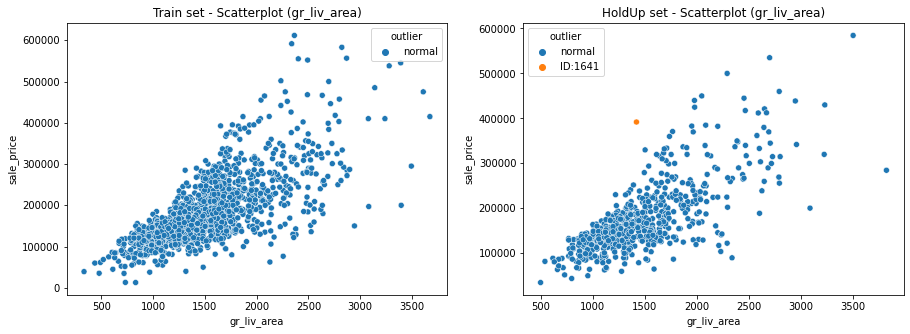 Train set - Scatterplot (gr_liv_area)
600000
500000
400000
300000
200000
100000
0
sale_price
500 1000 1500 2000 2500 3000 3500
gr_liv_area
outlier
normal
HoldUp set - Scatterplot (gr_liv_area)
600000
500000
400000
300000
200000
100000
sale_price
500 1000 1500 2000 2500 3000 3500
gr_liv_area
outlier
normal
ID:1641